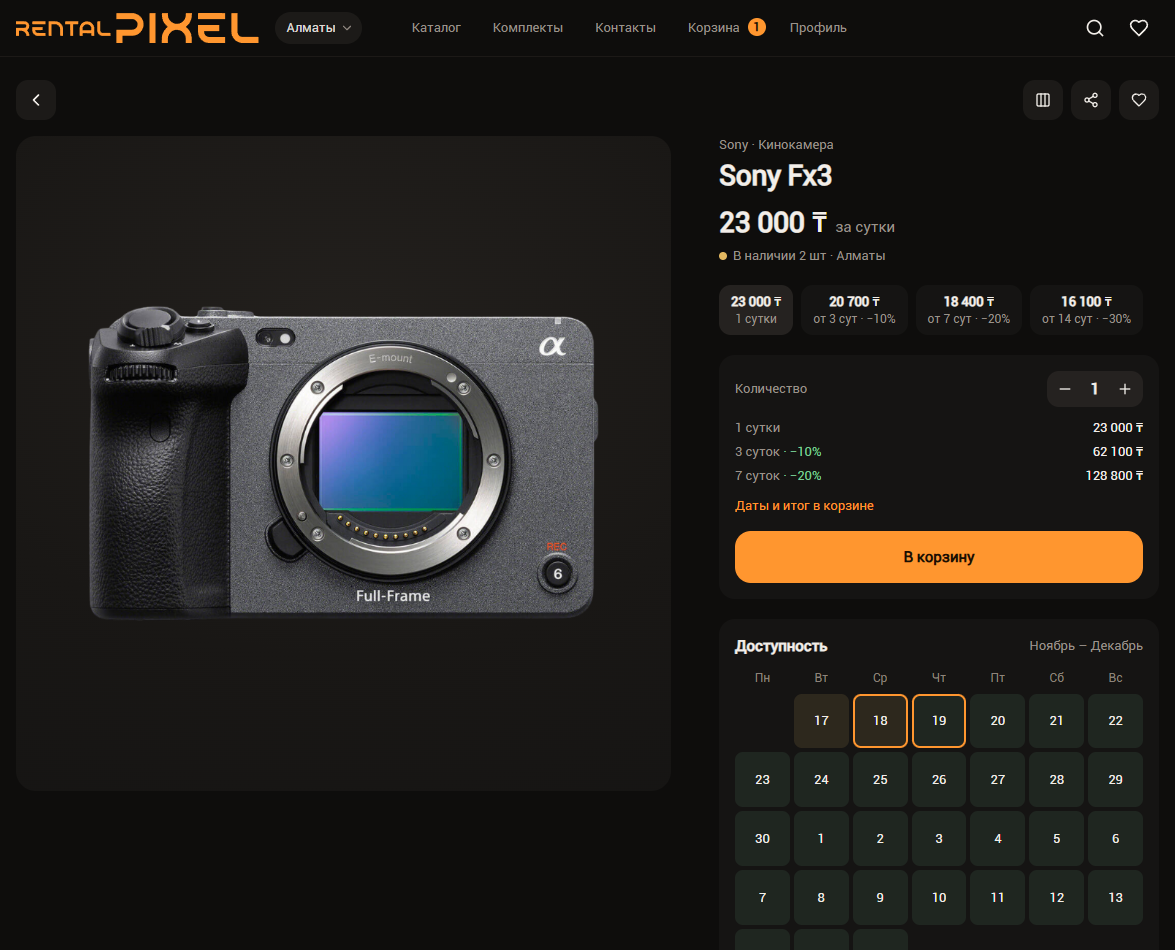 RENTAL PIXEL
Алматы
Каталог
Комплекты
Контакты
Корзина 1
Профиль
Sony · Кинокамера
Sony Fx3
23 000 ₸ за сутки
В наличии 2 шт · Алматы
23 000 ₸
1 сутки
20 700 ₸
от 3 сут · −10%
18 400 ₸
от 7 сут · −20%
16 100 ₸
от 14 сут · −30%
α
E-mount
REC
6
Full-Frame
Количество − 1 +
1 сутки 23 000 ₸
3 суток · −10% 62 100 ₸
7 суток · −20% 128 800 ₸
Даты и итог в корзине
В корзину
Доступность Ноябрь – Декабрь
Пн Вт Ср Чт Пт Сб Вс
17 18 19 20 21 22
23 24 25 26 27 28 29
30 1 2 3 4 5 6
7 8 9 10 11 12 13